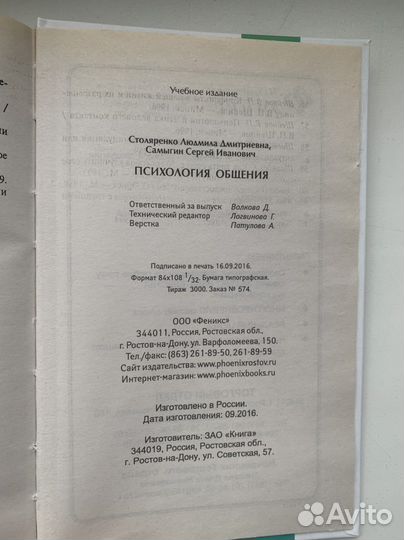 Учебное издание
Столяренко Людмила Дмитриевна,
Самыгин Сергей Иванович
ПСИХОЛОГИЯ ОБЩЕНИЯ
Ответственный за выпуск Волкова Д.
Технический редактор Логвинова Г.
Верстка Патулова А.
Подписано в печать 16.09.2016.
Формат 84x108 1/32. Бумага типографская.
Тираж 3000. Заказ № 574.
ООО «Феникс»
344011, Россия, Ростовская обл.,
г. Ростов-на-Дону, ул. Варфоломеева, 150.
Тел./факс: (863) 261-89-50, 261-89-59
Сайт издательства: www.phoenixrostov.ru
Интернет-магазин: www.phoenixbooks.ru
Изготовлено в России.
Дата изготовления: 09.2016.
Изготовитель: ЗАО «Книга»
344019, Россия, Ростовская обл.,
г. Ростов-на-Дону, ул. Советская, 57.
Avito